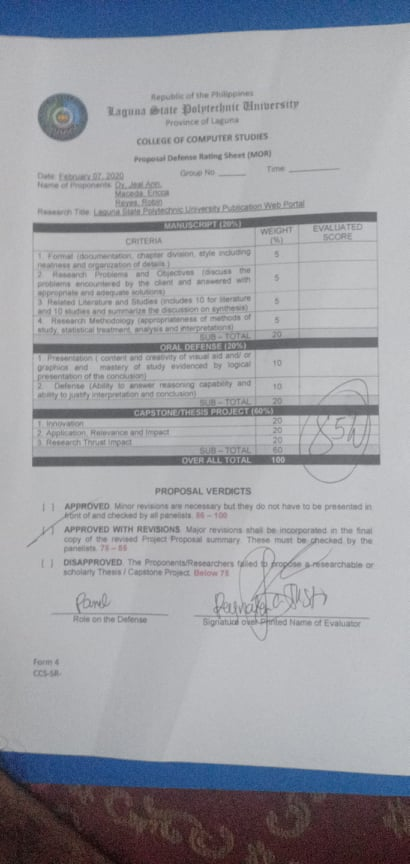 Republic of the Philippines
Laguna State Polytechnic University
Province of Laguna
COLLEGE OF COMPUTER STUDIES
Proposal Defense Rating Sheet (MOR)
Date: February 07, 2020 Group No. ______ Time: ____________
Name of Proponents: Oy, Jeal Ann,
Maceda, Ericca
Reyes, Robin
Research Title: Laguna State Polytechnic University Publication Web Portal
MANUSCRIPT (20%)
CRITERIA WEIGHT (%) EVALUATED SCORE
1. Format (documentation, chapter division, style including
neatness and organization of details.) 5
2. Research Problems and Objectives (discuss the
problems encountered by the client and answered with
appropriate and adequate solutions) 5
3. Related Literature and Studies (includes 10 for literature
and 10 studies and summarize the discussion on synthesis) 5
4. Research Methodology (appropriateness of methods of
study, statistical treatment, analysis and interpretations) 5
SUB - TOTAL 20
ORAL DEFENSE (20%)
1. Presentation ( content and creativity of visual aid and/ or
graphics and mastery of study evidenced by logical
presentation of the conclusion) 10
2. Defense (Ability to answer reasoning capability and
ability to justify interpretation and conclusion) 10
SUB - TOTAL 20
CAPSTONE/THESIS PROJECT (60%)
1. Innovation 20
2. Application, Relevance and Impact 20
3. Research Thrust Impact 20
SUB - TOTAL 60
OVER ALL TOTAL 100
PROPOSAL VERDICTS
[ ] APPROVED. Minor revisions are necessary but they do not have to be presented in
front of and checked by all panelists. 86 - 100
[ ] APPROVED WITH REVISIONS. Major revisions shall be incorporated in the final
copy of the revised Project Proposal summary. These must be checked by the
panelists. 75 - 85
[ ] DISAPPROVED. The Proponents/Researchers failed to propose a researchable or
scholarly Thesis / Capstone Project. Below 75
Panel
Role on the Defense
Signature over Printed Name of Evaluator
Form 4
CCS-SR-